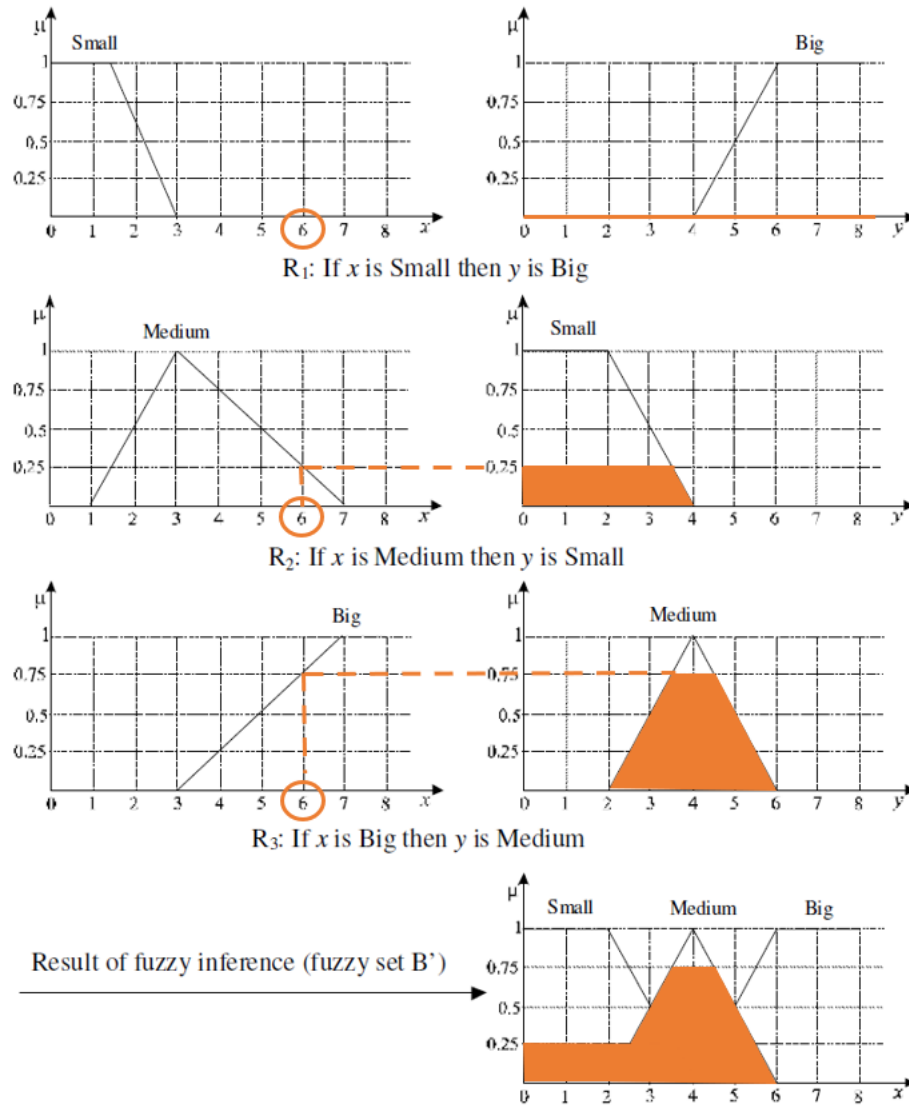 μ Small μ Big
1 1
0.75 0.75
0.5 0.5
0.25 0.25
0 1 2 3 4 5 6 7 8 x 0 1 2 3 4 5 6 7 8 y
R₁: If x is Small then y is Big
μ Medium μ Small
1 1
0.75 0.75
0.5 0.5
0.25 0.25
0 1 2 3 4 5 6 7 8 x 0 1 2 3 4 5 6 7 8 y
R₂: If x is Medium then y is Small
μ Big μ Medium
1 1
0.75 0.75
0.5 0.5
0.25 0.25
0 1 2 3 4 5 6 7 8 x 0 1 2 3 4 5 6 7 8 y
R₃: If x is Big then y is Medium
μ Small Medium Big
1
0.75
Result of fuzzy inference (fuzzy set B’)
0.5
0.25
0 1 2 3 4 5 6 7 8 y